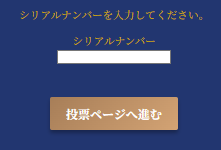 シリアルナンバーを入力してください。
シリアルナンバー
投票ページへ進む